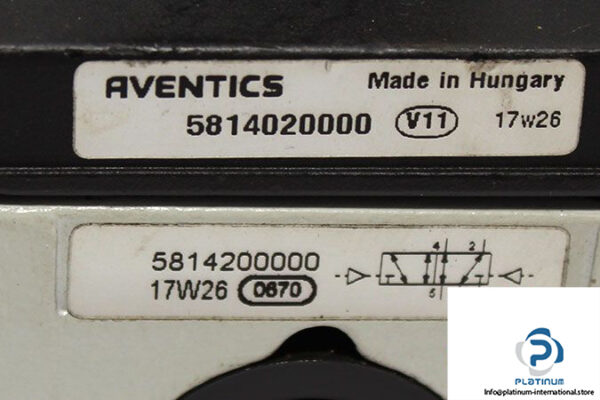 AVENTICS Made in Hungary
5814020000 V11 17w26
5814200000
17W26 0670
4 2
5
PLATINUM
info@platinum-international.store